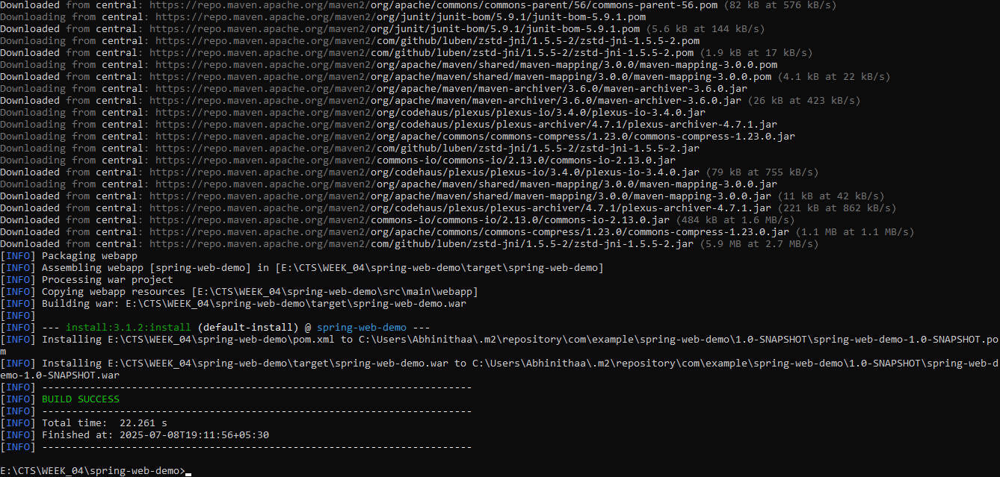 Downloaded from central: https://repo.maven.apache.org/maven2/org/apache/commons/commons-parent/56/commons-parent-56.pom (82 kB at 576 kB/s)
Downloading from central: https://repo.maven.apache.org/maven2/org/junit/junit-bom/5.9.1/junit-bom-5.9.1.pom
Downloaded from central: https://repo.maven.apache.org/maven2/org/junit/junit-bom/5.9.1/junit-bom-5.9.1.pom (5.6 kB at 144 kB/s)
Downloading from central: https://repo.maven.apache.org/maven2/com/github/luben/zstd-jni/1.5.5-2/zstd-jni-1.5.5-2.pom
Downloaded from central: https://repo.maven.apache.org/maven2/com/github/luben/zstd-jni/1.5.5-2/zstd-jni-1.5.5-2.pom (1.9 kB at 17 kB/s)
Downloading from central: https://repo.maven.apache.org/maven2/org/apache/maven/shared/maven-mapping/3.0.0/maven-mapping-3.0.0.pom
Downloaded from central: https://repo.maven.apache.org/maven2/org/apache/maven/shared/maven-mapping/3.0.0/maven-mapping-3.0.0.pom (4.1 kB at 22 kB/s)
Downloading from central: https://repo.maven.apache.org/maven2/org/apache/maven/maven-archiver/3.6.0/maven-archiver-3.6.0.jar
Downloaded from central: https://repo.maven.apache.org/maven2/org/apache/maven/maven-archiver/3.6.0/maven-archiver-3.6.0.jar (26 kB at 423 kB/s)
Downloading from central: https://repo.maven.apache.org/maven2/org/codehaus/plexus/plexus-io/3.4.0/plexus-io-3.4.0.jar
Downloading from central: https://repo.maven.apache.org/maven2/org/codehaus/plexus/plexus-archiver/4.7.1/plexus-archiver-4.7.1.jar
Downloading from central: https://repo.maven.apache.org/maven2/org/apache/commons/commons-compress/1.23.0/commons-compress-1.23.0.jar
Downloading from central: https://repo.maven.apache.org/maven2/com/github/luben/zstd-jni/1.5.5-2/zstd-jni-1.5.5-2.jar
Downloading from central: https://repo.maven.apache.org/maven2/commons-io/commons-io/2.13.0/commons-io-2.13.0.jar
Downloaded from central: https://repo.maven.apache.org/maven2/org/codehaus/plexus/plexus-io/3.4.0/plexus-io-3.4.0.jar (79 kB at 755 kB/s)
Downloading from central: https://repo.maven.apache.org/maven2/org/apache/maven/shared/maven-mapping/3.0.0/maven-mapping-3.0.0.jar
Downloaded from central: https://repo.maven.apache.org/maven2/org/apache/maven/shared/maven-mapping/3.0.0/maven-mapping-3.0.0.jar (11 kB at 42 kB/s)
Downloaded from central: https://repo.maven.apache.org/maven2/org/codehaus/plexus/plexus-archiver/4.7.1/plexus-archiver-4.7.1.jar (221 kB at 862 kB/s)
Downloaded from central: https://repo.maven.apache.org/maven2/commons-io/commons-io/2.13.0/commons-io-2.13.0.jar (484 kB at 1.6 MB/s)
Downloaded from central: https://repo.maven.apache.org/maven2/org/apache/commons/commons-compress/1.23.0/commons-compress-1.23.0.jar (1.1 MB at 1.1 MB/s)
Downloaded from central: https://repo.maven.apache.org/maven2/com/github/luben/zstd-jni/1.5.5-2/zstd-jni-1.5.5-2.jar (5.9 MB at 2.7 MB/s)
[INFO] Packaging webapp
[INFO] Assembling webapp [spring-web-demo] in [E:\CTS\WEEK_04\spring-web-demo\target\spring-web-demo]
[INFO] Processing war project
[INFO] Copying webapp resources [E:\CTS\WEEK_04\spring-web-demo\src\main\webapp]
[INFO] Building war: E:\CTS\WEEK_04\spring-web-demo\target\spring-web-demo.war
[INFO]
[INFO] --- install:3.1.2:install (default-install) @ spring-web-demo ---
[INFO] Installing E:\CTS\WEEK_04\spring-web-demo\pom.xml to C:\Users\Abhinithaa\.m2\repository\com\example\spring-web-demo\1.0-SNAPSHOT\spring-web-demo-1.0-SNAPSHOT.po
m
[INFO] Installing E:\CTS\WEEK_04\spring-web-demo\target\spring-web-demo.war to C:\Users\Abhinithaa\.m2\repository\com\example\spring-web-demo\1.0-SNAPSHOT\spring-web-d
emo-1.0-SNAPSHOT.war
[INFO] ------------------------------------------------------------------------
[INFO] BUILD SUCCESS
[INFO] ------------------------------------------------------------------------
[INFO] Total time:  22.261 s
[INFO] Finished at: 2025-07-08T19:11:56+05:30
[INFO] ------------------------------------------------------------------------
E:\CTS\WEEK_04\spring-web-demo>